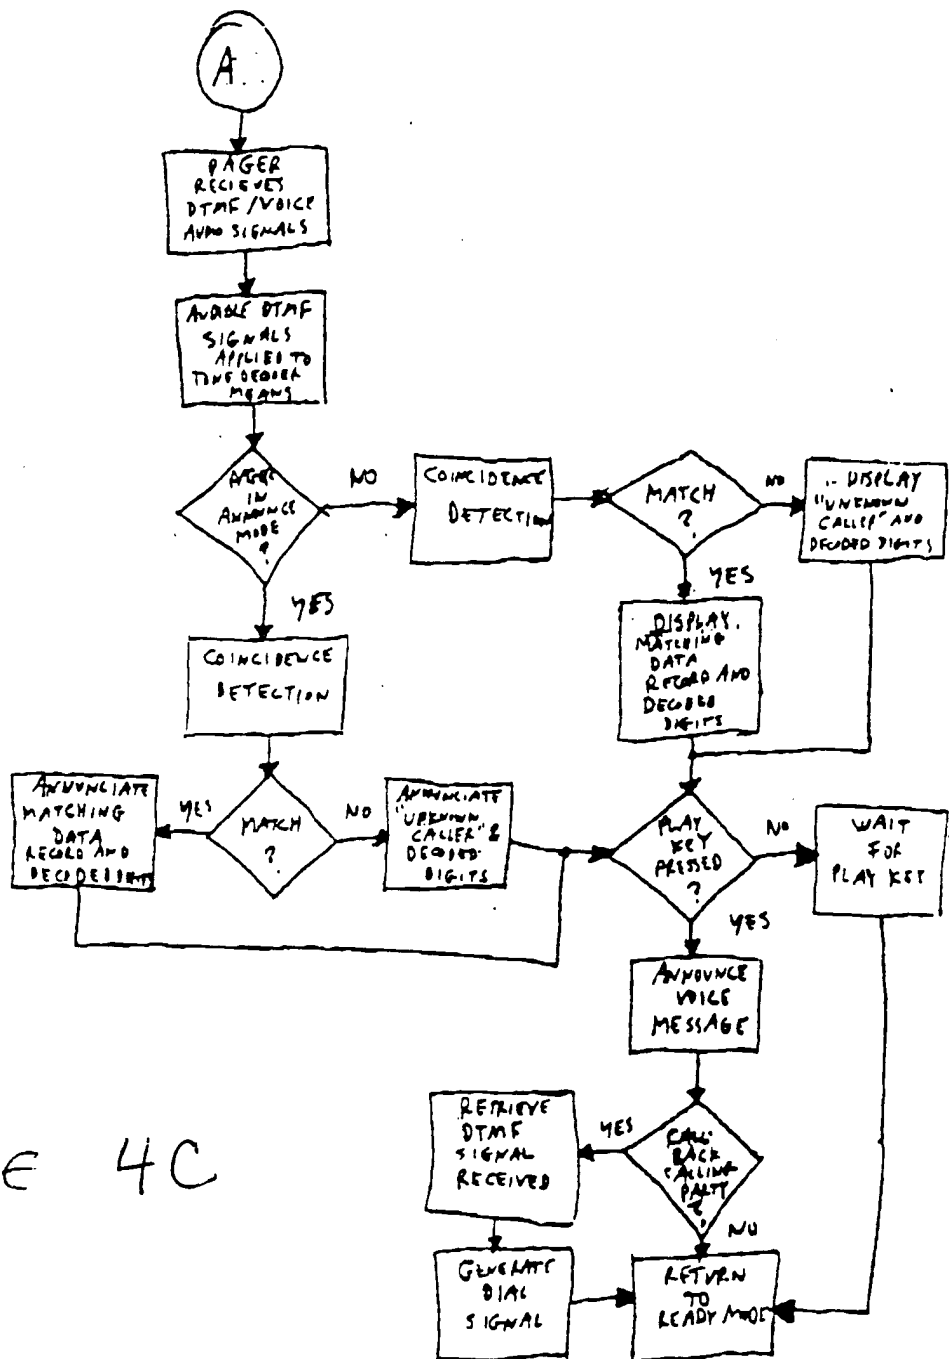 A
PAGER
RECIEVES
DTMF/VOICE
AUDIO SIGNALS
AUDIBLE DTMF
SIGNALS
APPLIED TO
TONE DECODER
MEANS
PAGER
IN
ANNOUNCE
MODE
?
NO
COINCIDENCE
DETECTION
MATCH
?
NO
DISPLAY
"UNKNOWN
CALLER" AND
DECODED DIGITS
YES
YES
DISPLAY
MATCHING
DATA
RECORD AND
DECODED
DIGITS
COINCIDENCE
DETECTION
ANNUNCIATE
MATCHING
DATA
RECORD AND
DECODED DIGITS
YES
MATCH
?
NO
ANNUNCIATE
"UNKNOWN
CALLER" &
DECODED
DIGITS
PLAY
KEY
PRESSED
?
NO
WAIT
FOR
PLAY KEY
YES
ANNOUNCE
VOICE
MESSAGE
RETRIEVE
DTMF
SIGNAL
RECEIVED
YES
CALL
BACK
CALLING
PARTY
?
NO
E 4C
GENERATE
DIAL
SIGNAL
RETURN
TO
READY MODE